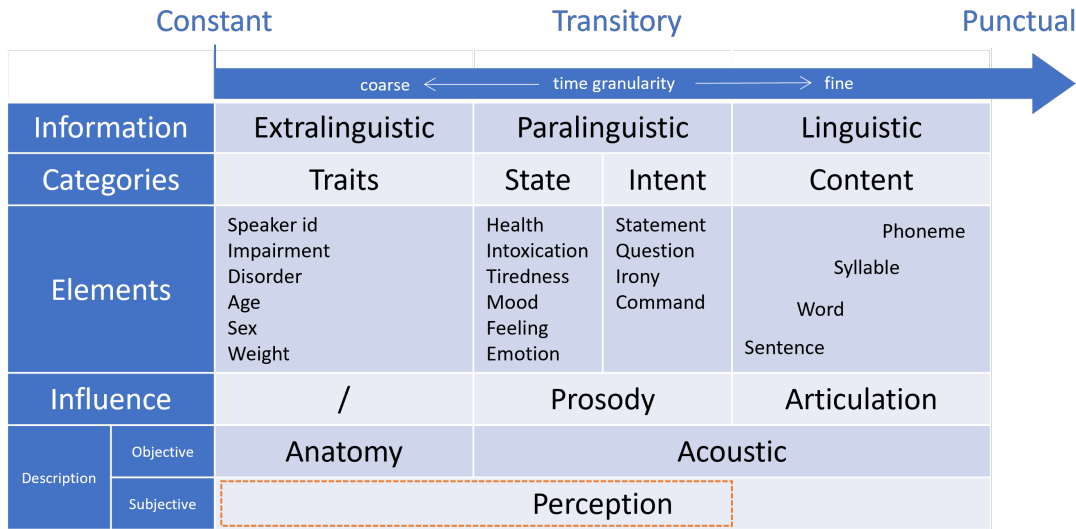 Constant Transitory Punctual
coarse time granularity fine
Information Extralinguistic Paralinguistic Linguistic
Categories Traits State Intent Content
Elements
Speaker id
Impairment
Disorder
Age
Sex
Weight
Health
Intoxication
Tiredness
Mood
Feeling
Emotion
Statement
Question
Irony
Command
Phoneme
Syllable
Word
Sentence
Influence / Prosody Articulation
Description
Objective Anatomy Acoustic
Subjective Perception